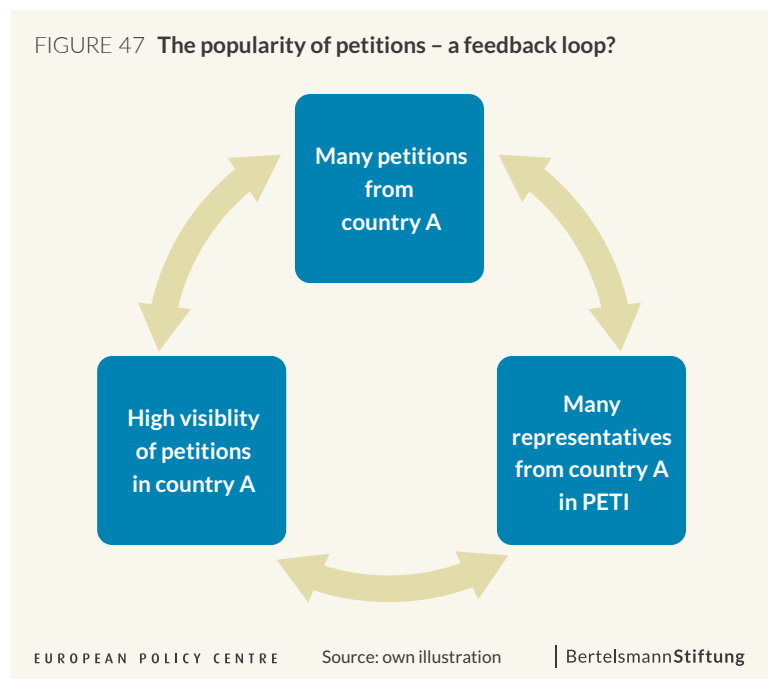 FIGURE 47 The popularity of petitions – a feedback loop?
Many petitions
from
country A
High visiblity
of petitions
in country A
Many
representatives
from country A
in PETI
EUROPEAN POLICY CENTRE
Source: own illustration
BertelsmannStiftung